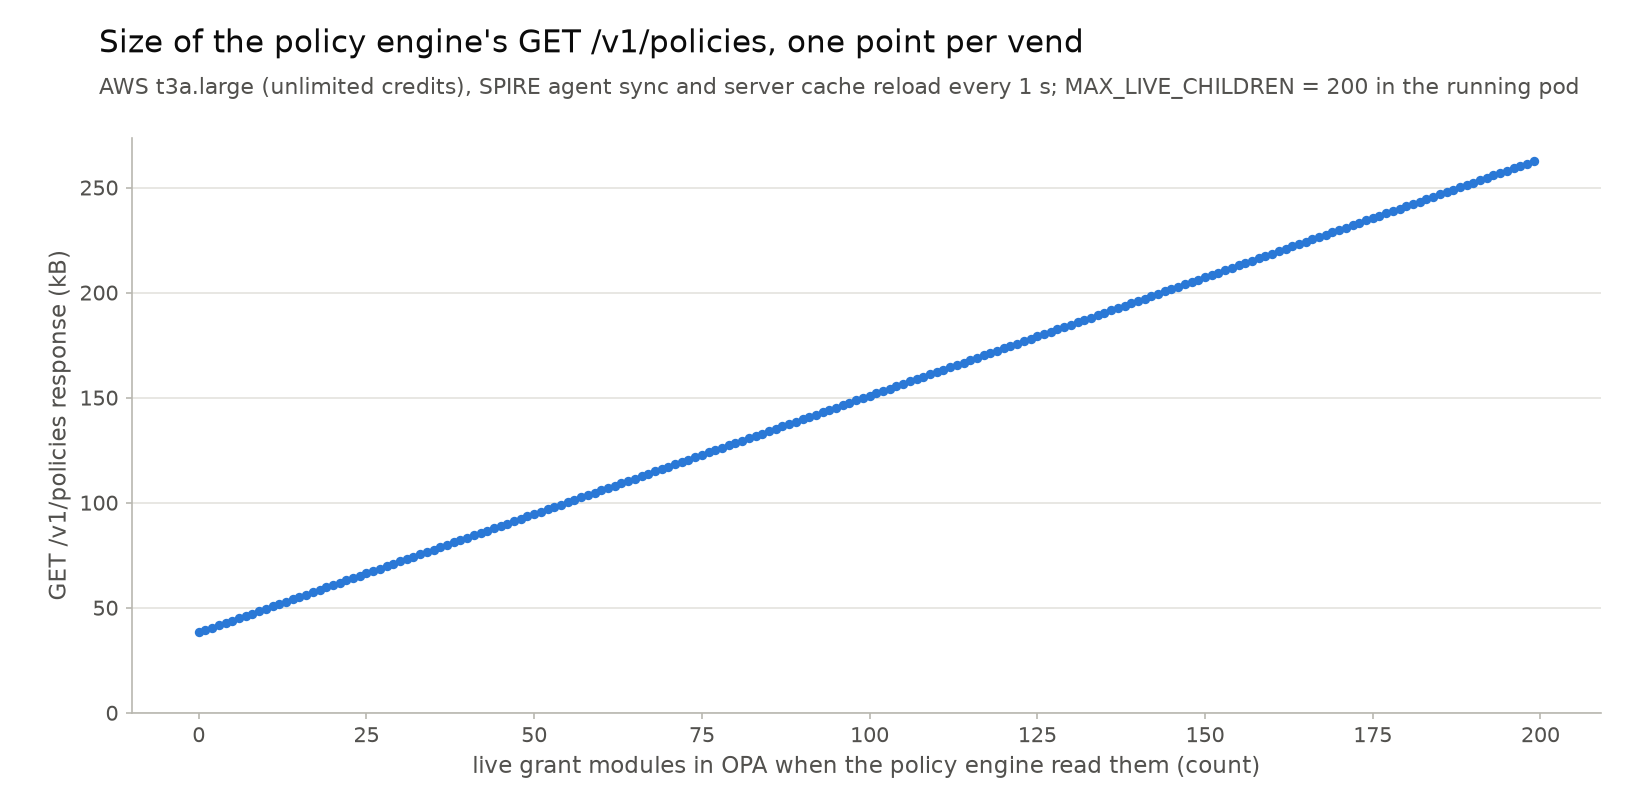 Size of the policy engine's GET /v1/policies, one point per vend
AWS t3a.large (unlimited credits), SPIRE agent sync and server cache reload every 1 s; MAX_LIVE_CHILDREN = 200 in the running pod
GET /v1/policies response (kB)
250
200
150
100
50
0
0 25 50 75 100 125 150 175 200
live grant modules in OPA when the policy engine read them (count)